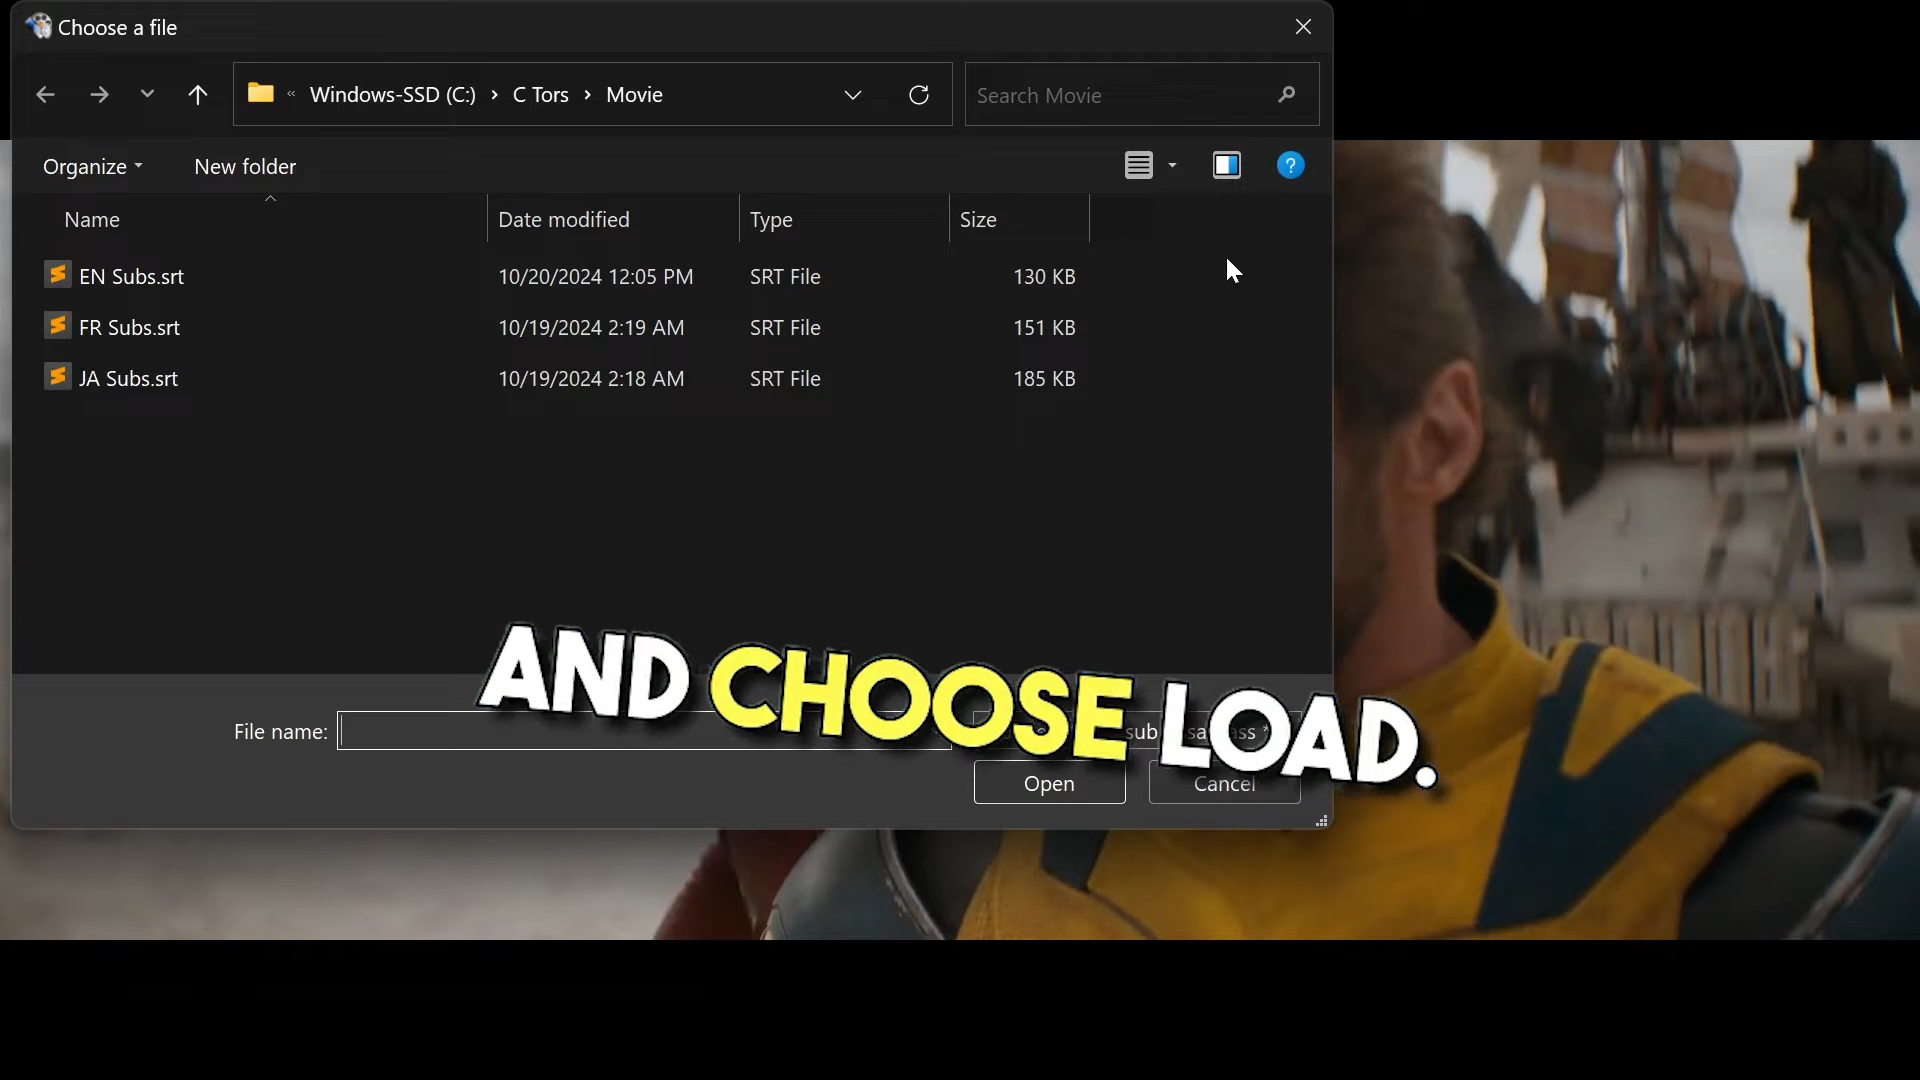 Choose a file
« Windows-SSD (C:) › C Tors › Movie
Search Movie
Organize
New folder
?
Name
Date modified
Type
Size
EN Subs.srt 10/20/2024 12:05 PM SRT File 130 KB
FR Subs.srt 10/19/2024 2:19 AM SRT File 151 KB
JA Subs.srt 10/19/2024 2:18 AM SRT File 185 KB
AND CHOOSE LOAD.
File name:
Open
Cancel